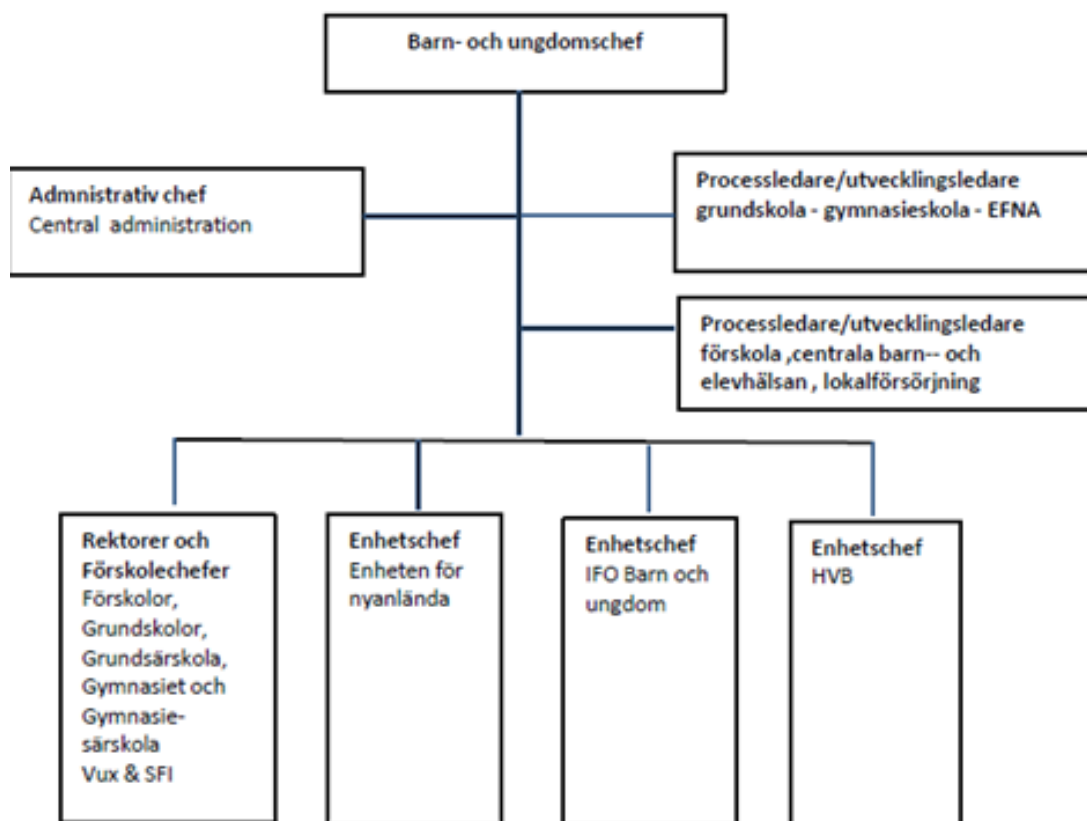 Barn- och ungdomschef
Admnistrativ chef
Central administration
Processledare/utvecklingsledare
grundskola - gymnasieskola - EFNA
Processledare/utvecklingsledare
förskola ,centrala barn-- och
elevhälsan , lokalförsörjning
Rektorer och
Förskolechefer
Förskolor,
Grundskolor,
Grundsärskola,
Gymnasiet och
Gymnasie-
särskola
Vux & SFI
Enhetschef
Enheten för
nyanlända
Enhetschef
IFO Barn och
ungdom
Enhetschef
HVB